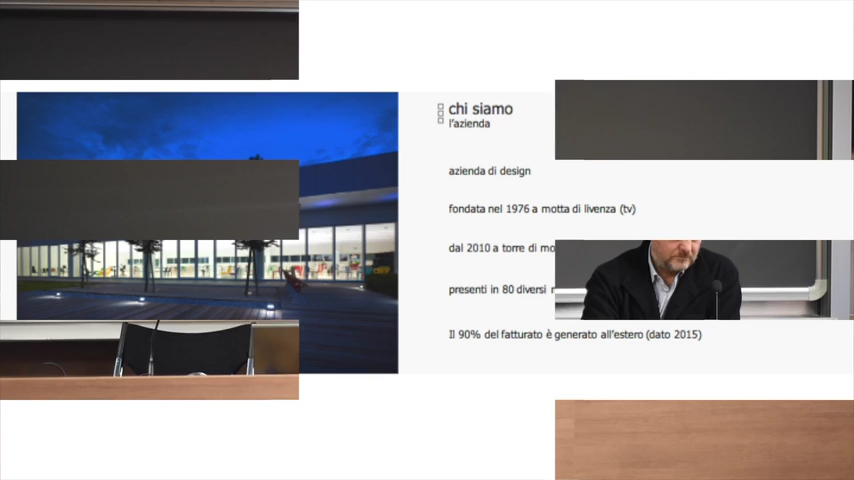 chi siamo
l'azienda
azienda di design
fondata nel 1976 a motta di livenza (tv)
dal 2010 a torre di
presenti in 80 diversi
Il 90% del fatturato è generato all'estero (dato 2015)